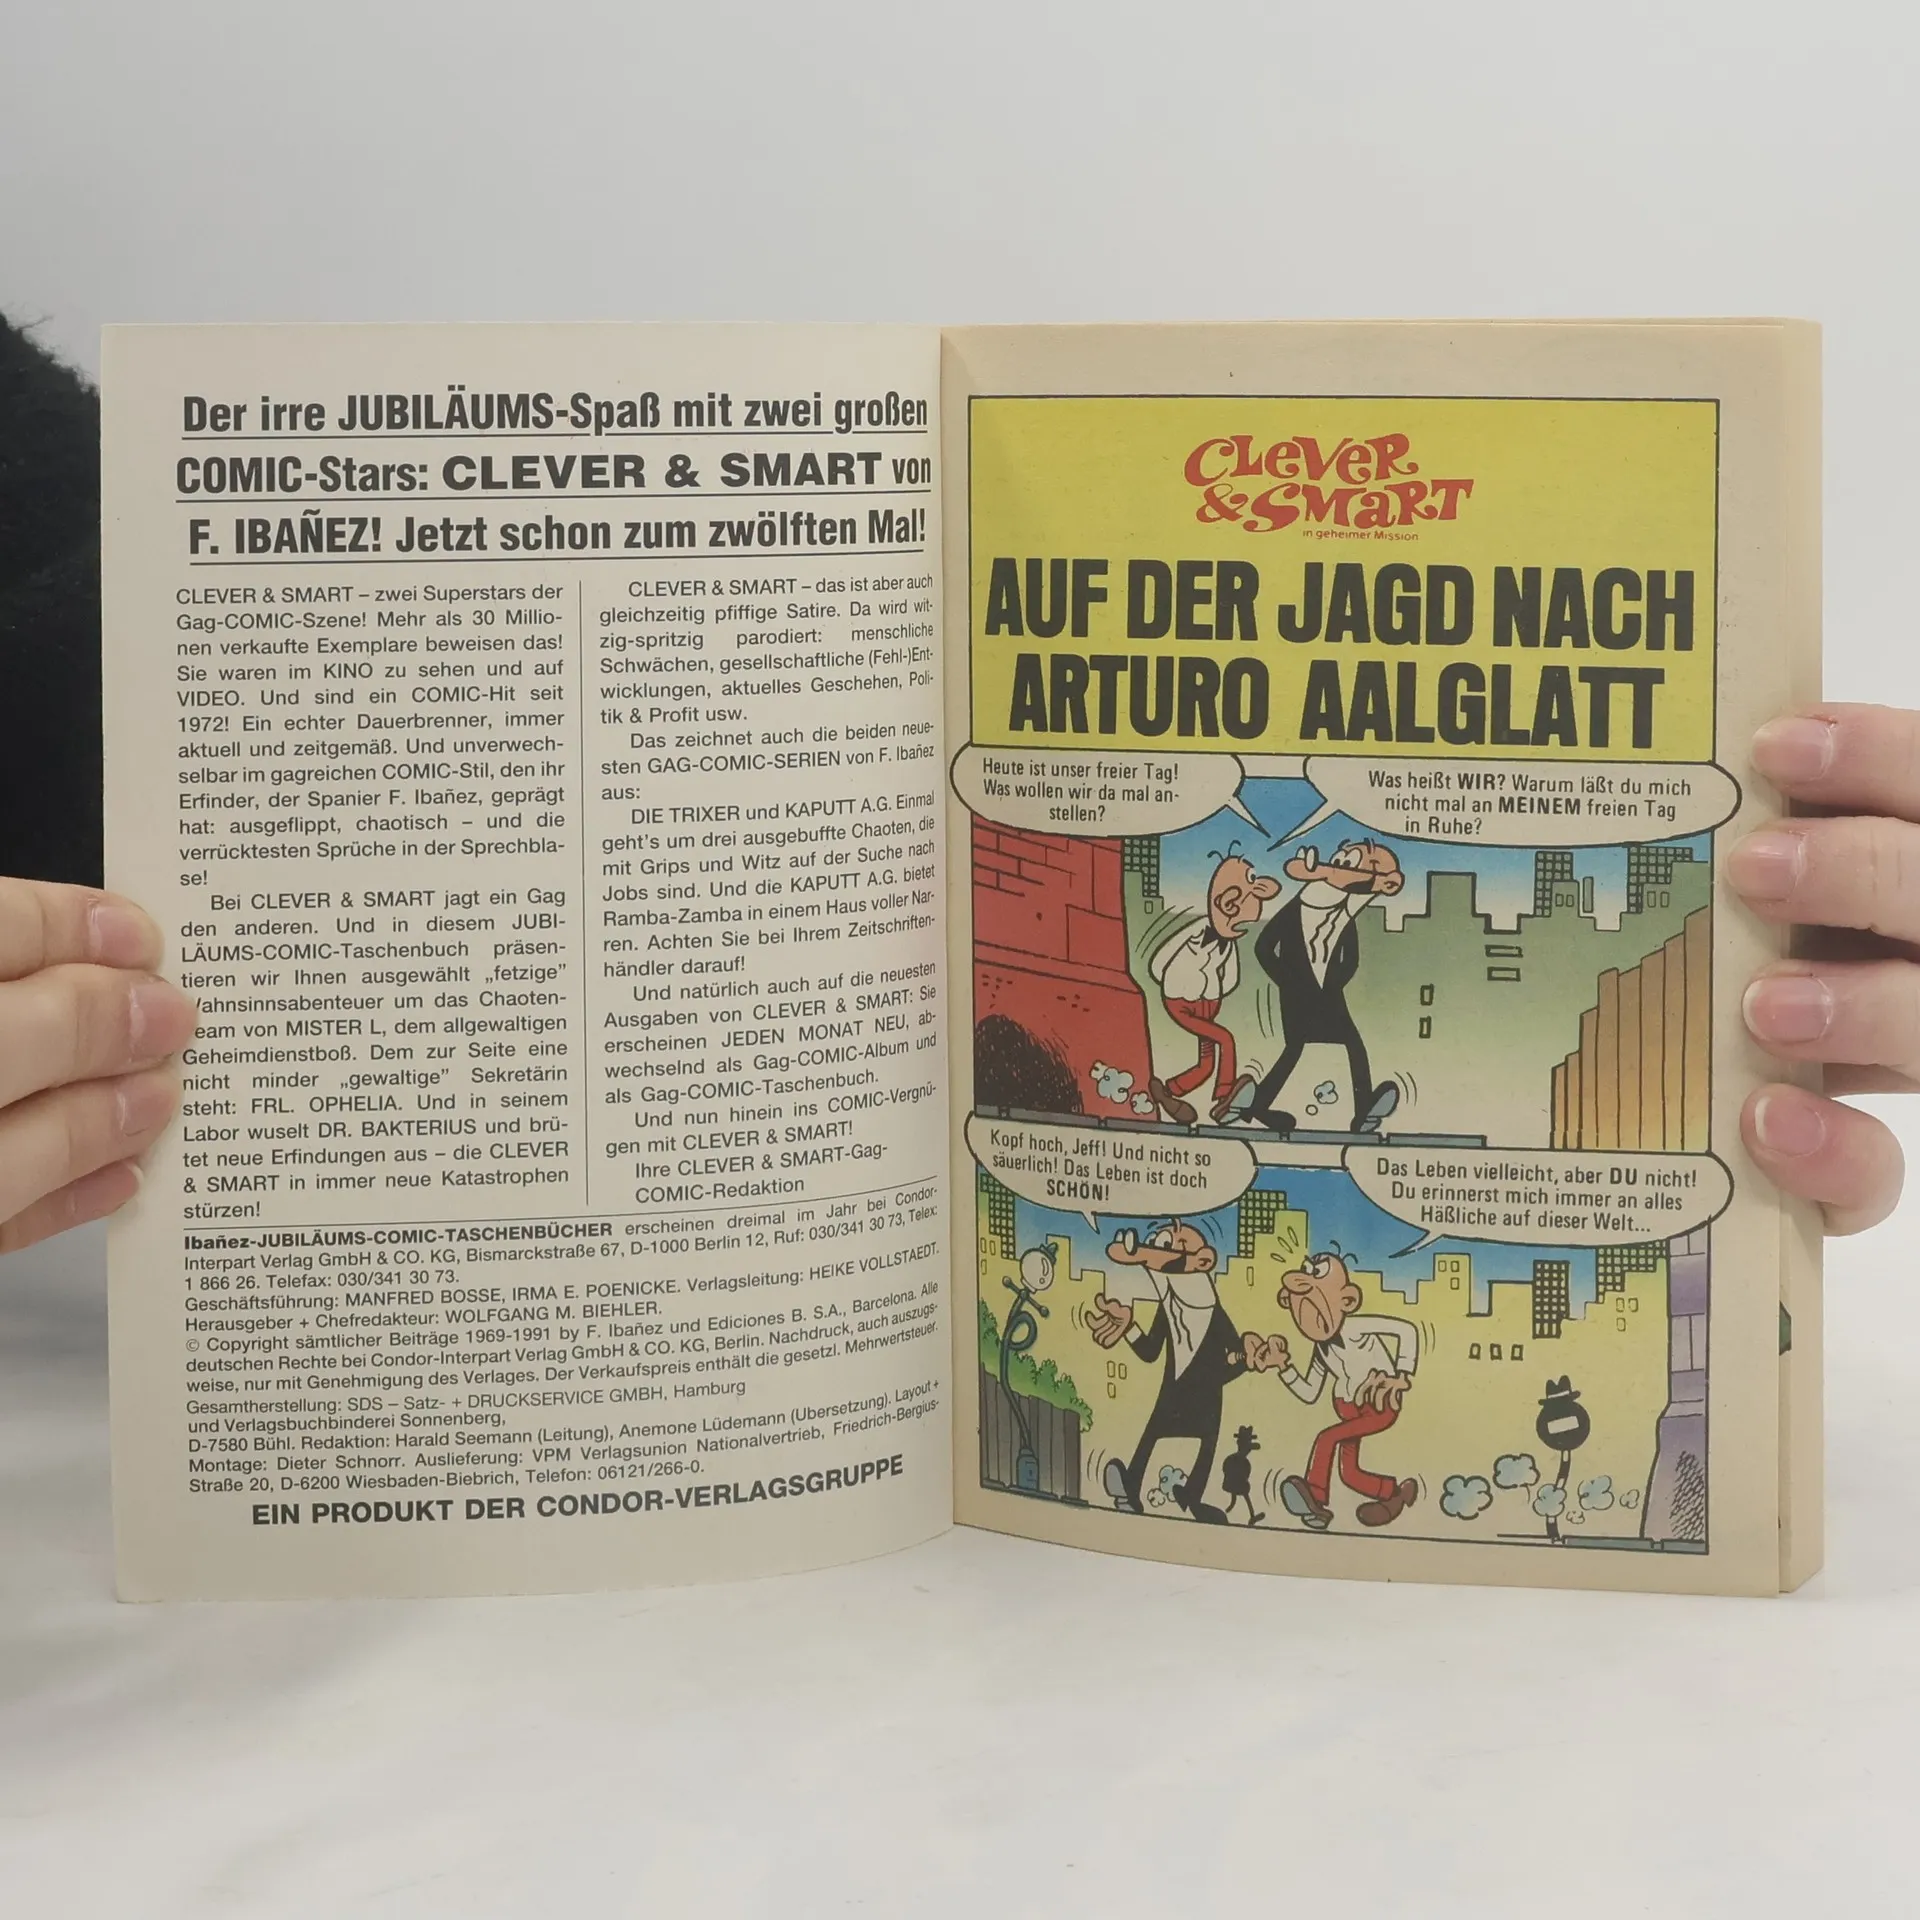 Der irre JUBILÄUMS-Spaß mit zwei großen
COMIC-Stars: CLEVER & SMART von
F. IBAÑEZ! Jetzt schon zum zwölften Mal!
CLEVER & SMART – zwei Superstars der
Gag-COMIC-Szene! Mehr als 30 Millio-
nen verkaufte Exemplare beweisen das!
Sie waren im KINO zu sehen und auf
VIDEO. Und sind ein COMIC-Hit seit
1972! Ein echter Dauerbrenner, immer
aktuell und zeitgemäß. Und unverwech-
selbar im gagreichen COMIC-Stil, den ihr
Erfinder, der Spanier F. Ibañez, geprägt
hat: ausgeflippt, chaotisch – und die
verrücktesten Sprüche in der Sprechbla-
se!
Bei CLEVER & SMART jagt ein Gag
den anderen. Und in diesem JUBI-
LÄUMS-COMIC-Taschenbuch präsen-
tieren wir Ihnen ausgewählt „fetzige”
ahnsinnsabenteuer um das Chaoten-
eam von MISTER L, dem allgewaltigen
Geheimdienstboß. Dem zur Seite eine
nicht minder „gewaltige” Sekretärin
steht: FRL. OPHELIA. Und in seinem
Labor wuselt DR. BAKTERIUS und brü-
tet neue Erfindungen aus – die CLEVER
& SMART in immer neue Katastrophen
stürzen!
CLEVER & SMART – das ist aber auch
gleichzeitig pfiffige Satire. Da wird wit-
zig-spritzig parodiert: menschliche
Schwächen, gesellschaftliche (Fehl-)Ent-
wicklungen, aktuelles Geschehen, Poli-
tik & Profit usw.
Das zeichnet auch die beiden neue-
sten GAG-COMIC-SERIEN von F. Ibañez
aus:
DIE TRIXER und KAPUTT A.G. Einmal
geht's um drei ausgebuffte Chaoten, die
mit Grips und Witz auf der Suche nach
Jobs sind. Und die KAPUTT A.G. bietet
Ramba-Zamba in einem Haus voller Nar-
ren. Achten Sie bei Ihrem Zeitschriften-
händler darauf!
Und natürlich auch auf die neuesten
Ausgaben von CLEVER & SMART: Sie
erscheinen JEDEN MONAT NEU, ab-
wechselnd als Gag-COMIC-Album und
als Gag-COMIC-Taschenbuch.
Und nun hinein ins COMIC-Vergnü-
gen mit CLEVER & SMART!
Ihre CLEVER & SMART-Gag-
COMIC-Redaktion
Ibañez-JUBILÄUMS-COMIC-TASCHENBÜCHER erscheinen dreimal im Jahr bei Condor-
Interpart Verlag GmbH & CO. KG, Bismarckstraße 67, D-1000 Berlin 12, Ruf: 030/341 30 73, Telex:
1 866 26. Telefax: 030/341 30 73.
Geschäftsführung: MANFRED BOSSE, IRMA E. POENICKE. Verlagsleitung: HEIKE VOLLSTAEDT.
Herausgeber + Chefredakteur: WOLFGANG M. BIEHLER.
© Copyright sämtlicher Beiträge 1969-1991 by F. Ibañez und Ediciones B. S.A., Barcelona. Alle
deutschen Rechte bei Condor-Interpart Verlag GmbH & CO. KG, Berlin. Nachdruck, auch auszugs-
weise, nur mit Genehmigung des Verlages. Der Verkaufspreis enthält die gesetzl. Mehrwertsteuer.
Gesamtherstellung: SDS – Satz- + DRUCKSERVICE GMBH, Hamburg
und Verlagsbuchbinderei Sonnenberg,
D-7580 Bühl. Redaktion: Harald Seemann (Leitung), Anemone Lüdemann (Übersetzung). Layout +
Montage: Dieter Schnorr. Auslieferung: VPM Verlagsunion Nationalvertrieb, Friedrich-Bergius-
Straße 20, D-6200 Wiesbaden-Biebrich, Telefon: 06121/266-0.
EIN PRODUKT DER CONDOR-VERLAGSGRUPPE
CLEVER
& SMART
in geheimer Mission
AUF DER JAGD NACH
ARTURO AALGLATT
Heute ist unser freier Tag!
Was wollen wir da mal an-
stellen?
Was heißt WIR? Warum läßt du mich
nicht mal an MEINEM freien Tag
in Ruhe?
Kopf hoch, Jeff! Und nicht so
säuerlich! Das Leben ist doch
SCHÖN!
Das Leben vielleicht, aber DU nicht!
Du erinnerst mich immer an alles
Häßliche auf dieser Welt...